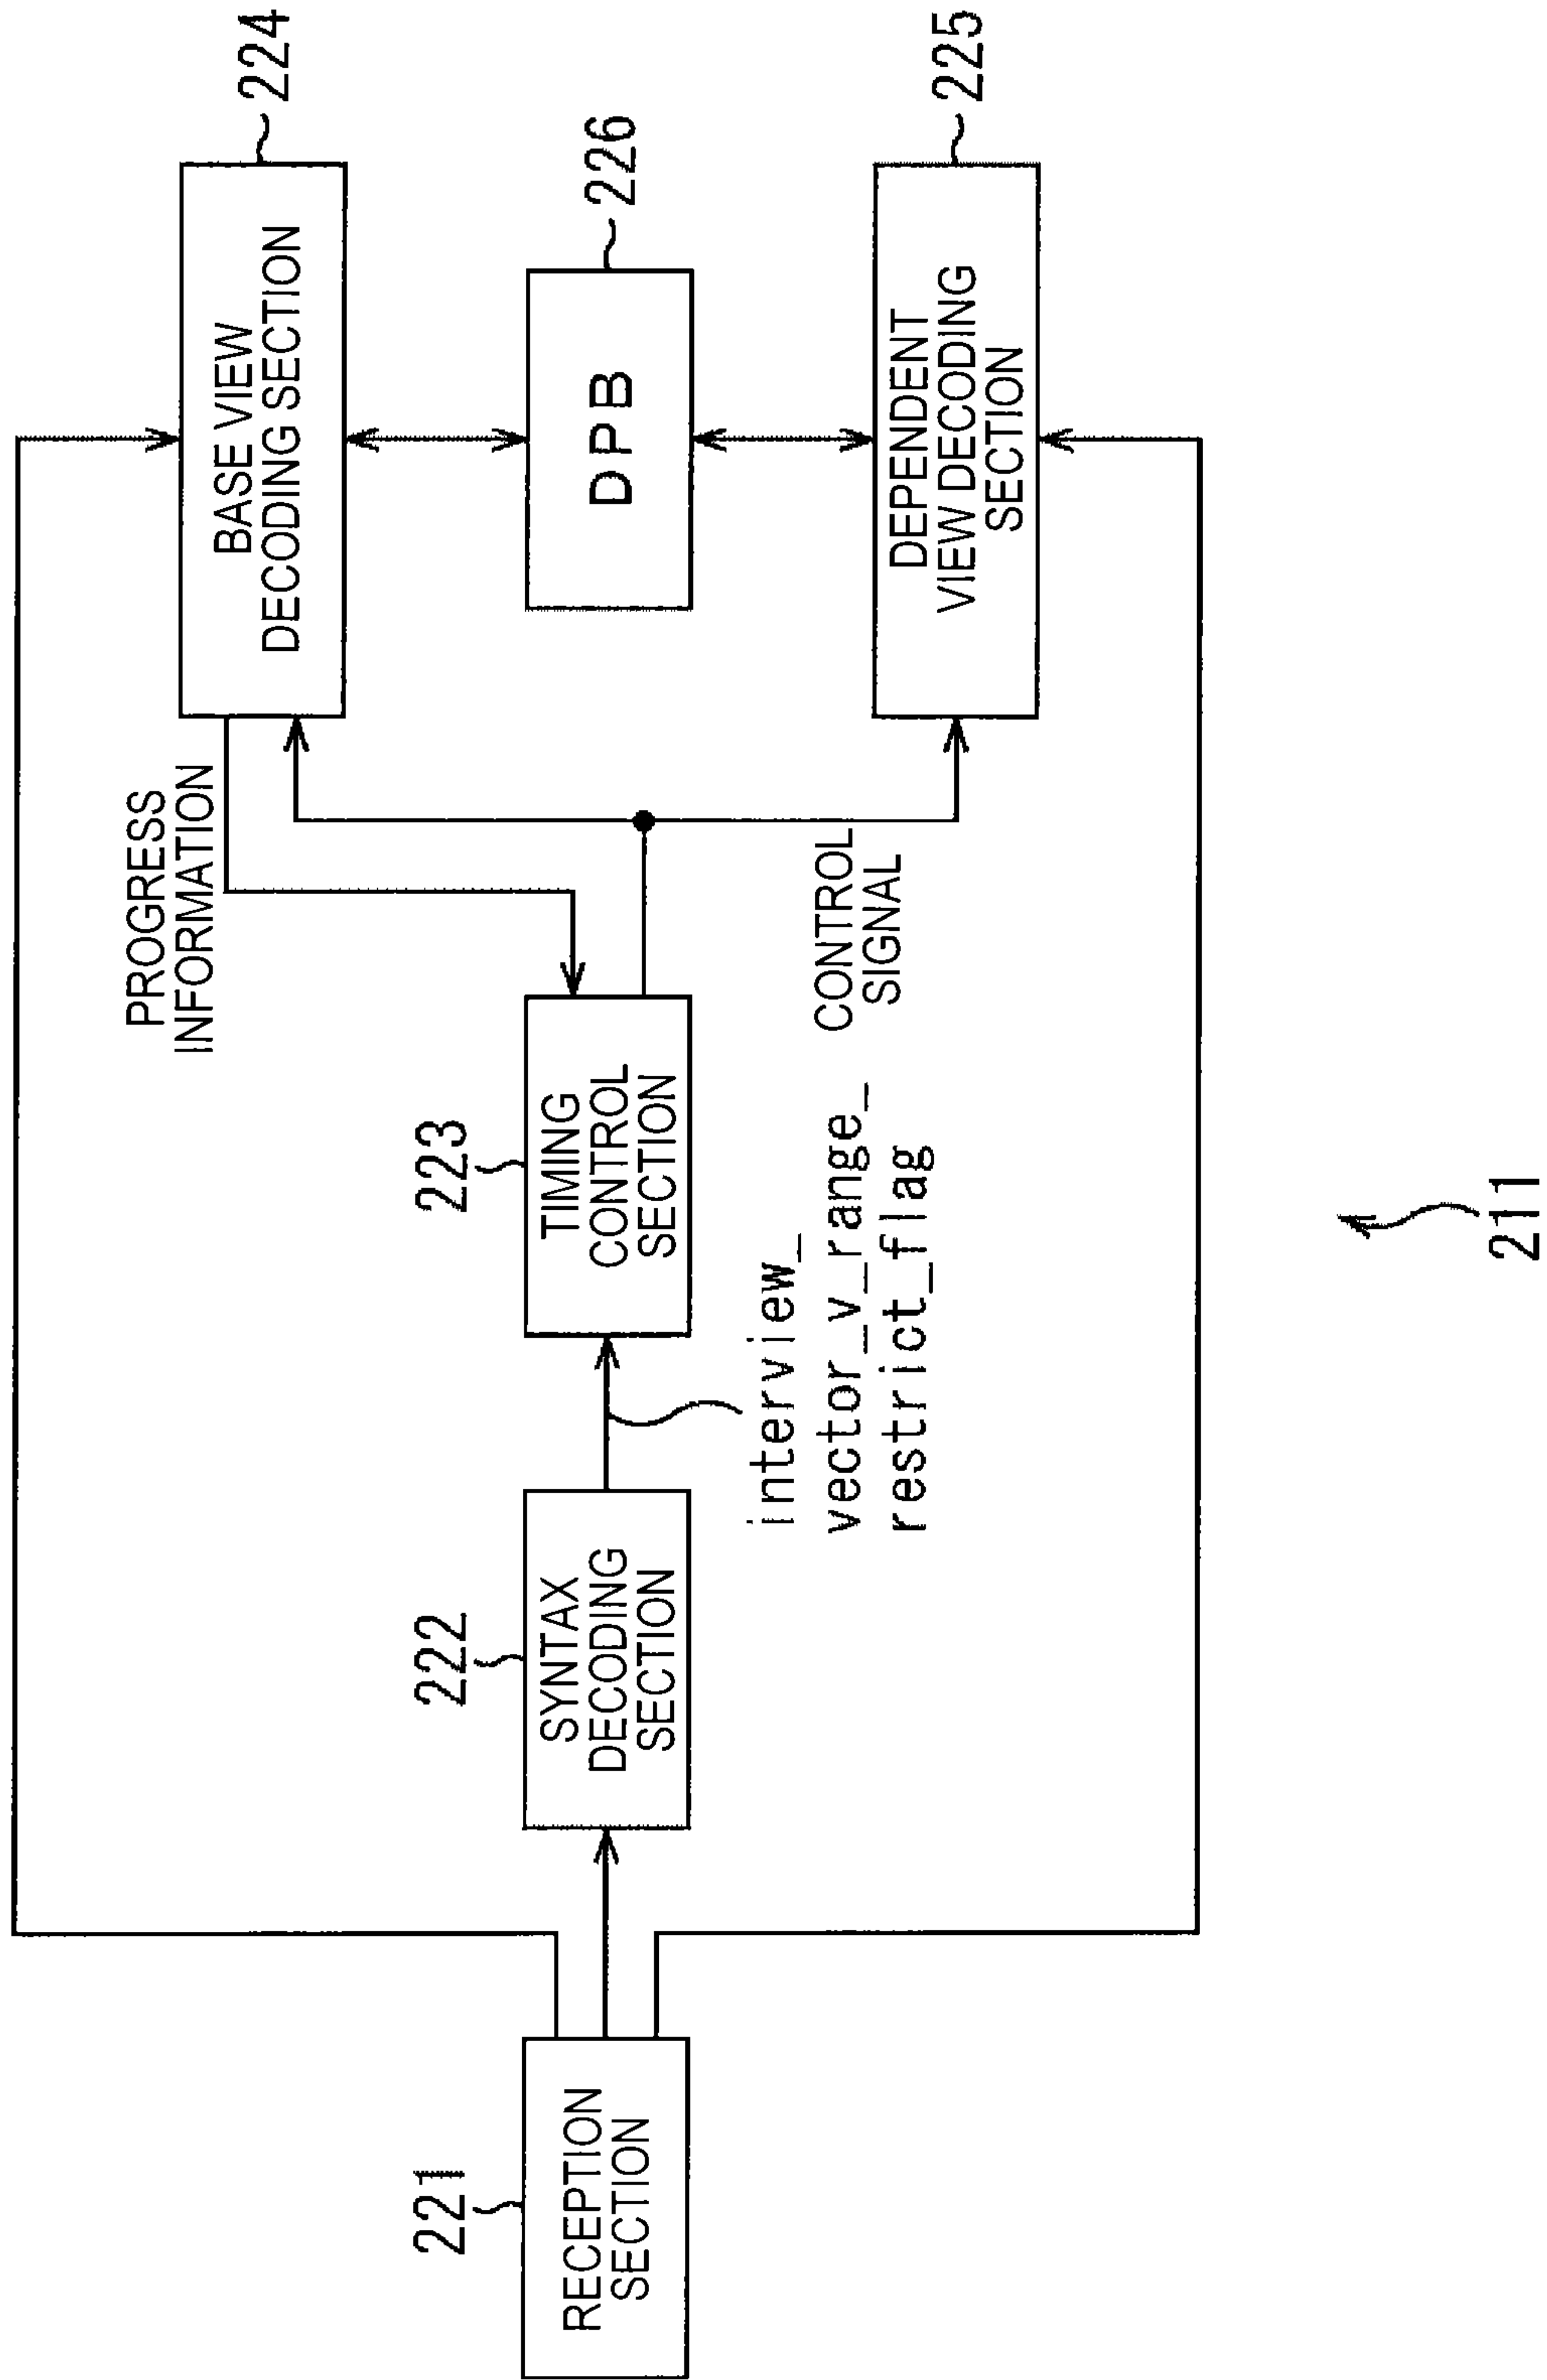 221
RECEPTION
SECTION
222
SYNTAX
DECODING
SECTION
interview_
vector_v_range_
restrict_flag
223
TIMING
CONTROL
SECTION
PROGRESS
INFORMATION
CONTROL
SIGNAL
BASE VIEW
DECODING SECTION
224
DPB
226
DEPENDENT
VIEW DECODING
SECTION
225
211